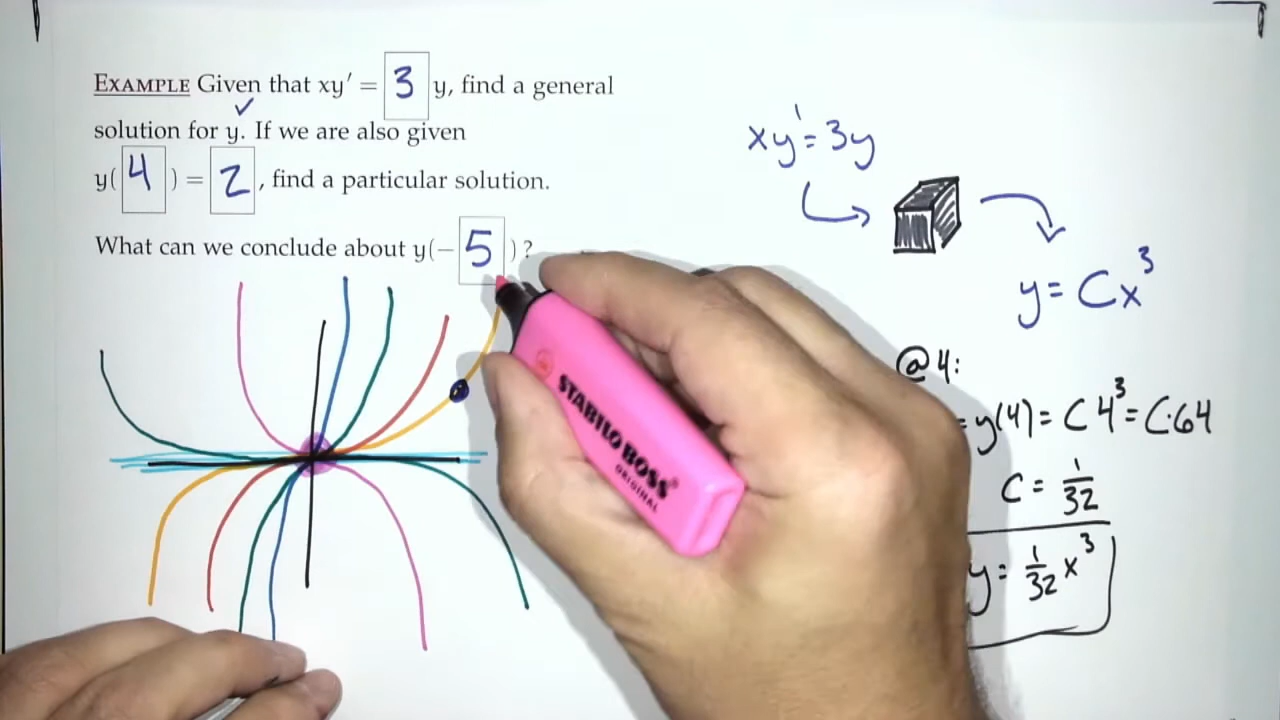 EXAMPLE Given that xy′ = 3 y, find a general
solution for y. If we are also given
y( 4 ) = 2 , find a particular solution.
What can we conclude about y(− 5 ) ?
xy′ = 3y
y = Cx³
@ 4:
= y(4) = C 4³ = C·64
C = 1/32
y = 1/32 x³
STABILO BOSS
ORIGINAL